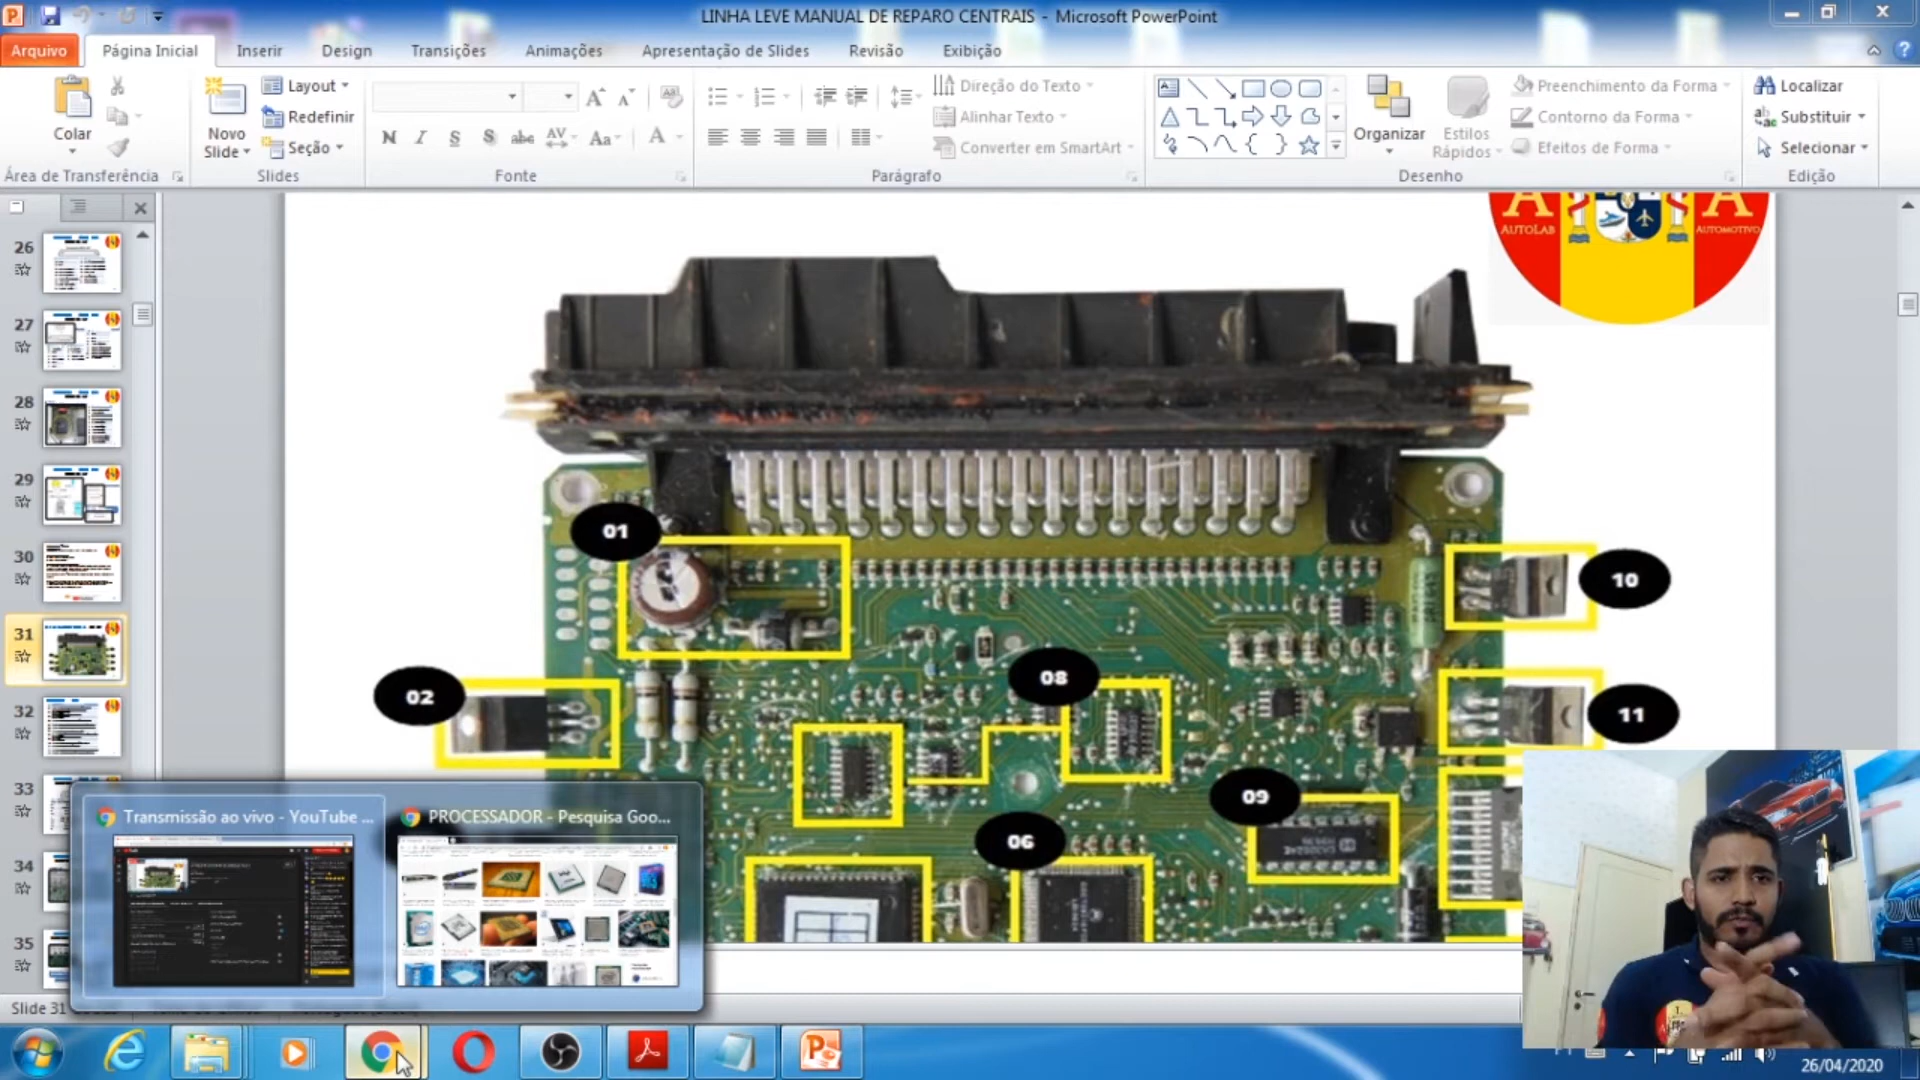 LINHA LEVE MANUAL DE REPARO CENTRAIS - Microsoft PowerPoint
Arquivo
Página Inicial
Inserir
Design
Transições
Animações
Apresentação de Slides
Revisão
Exibição
Colar
Novo Slide
Layout
Redefinir
Seção
Direção do Texto
Alinhar Texto
Converter em SmartArt
Organizar
Estilos Rápidos
Preenchimento da Forma
Contorno da Forma
Efeitos de Forma
Localizar
Substituir
Selecionar
Área de Transferência
Slides
Fonte
Parágrafo
Desenho
Edição
26
27
28
29
30
31
32
33
34
35
A A
AUTOLAB
AUTOMOTIVO
01
10
02
08
11
09
06
Transmissão ao vivo - YouTube ...
PROCESSADOR - Pesquisa Goo...
Slide 31
PT
26/04/2020